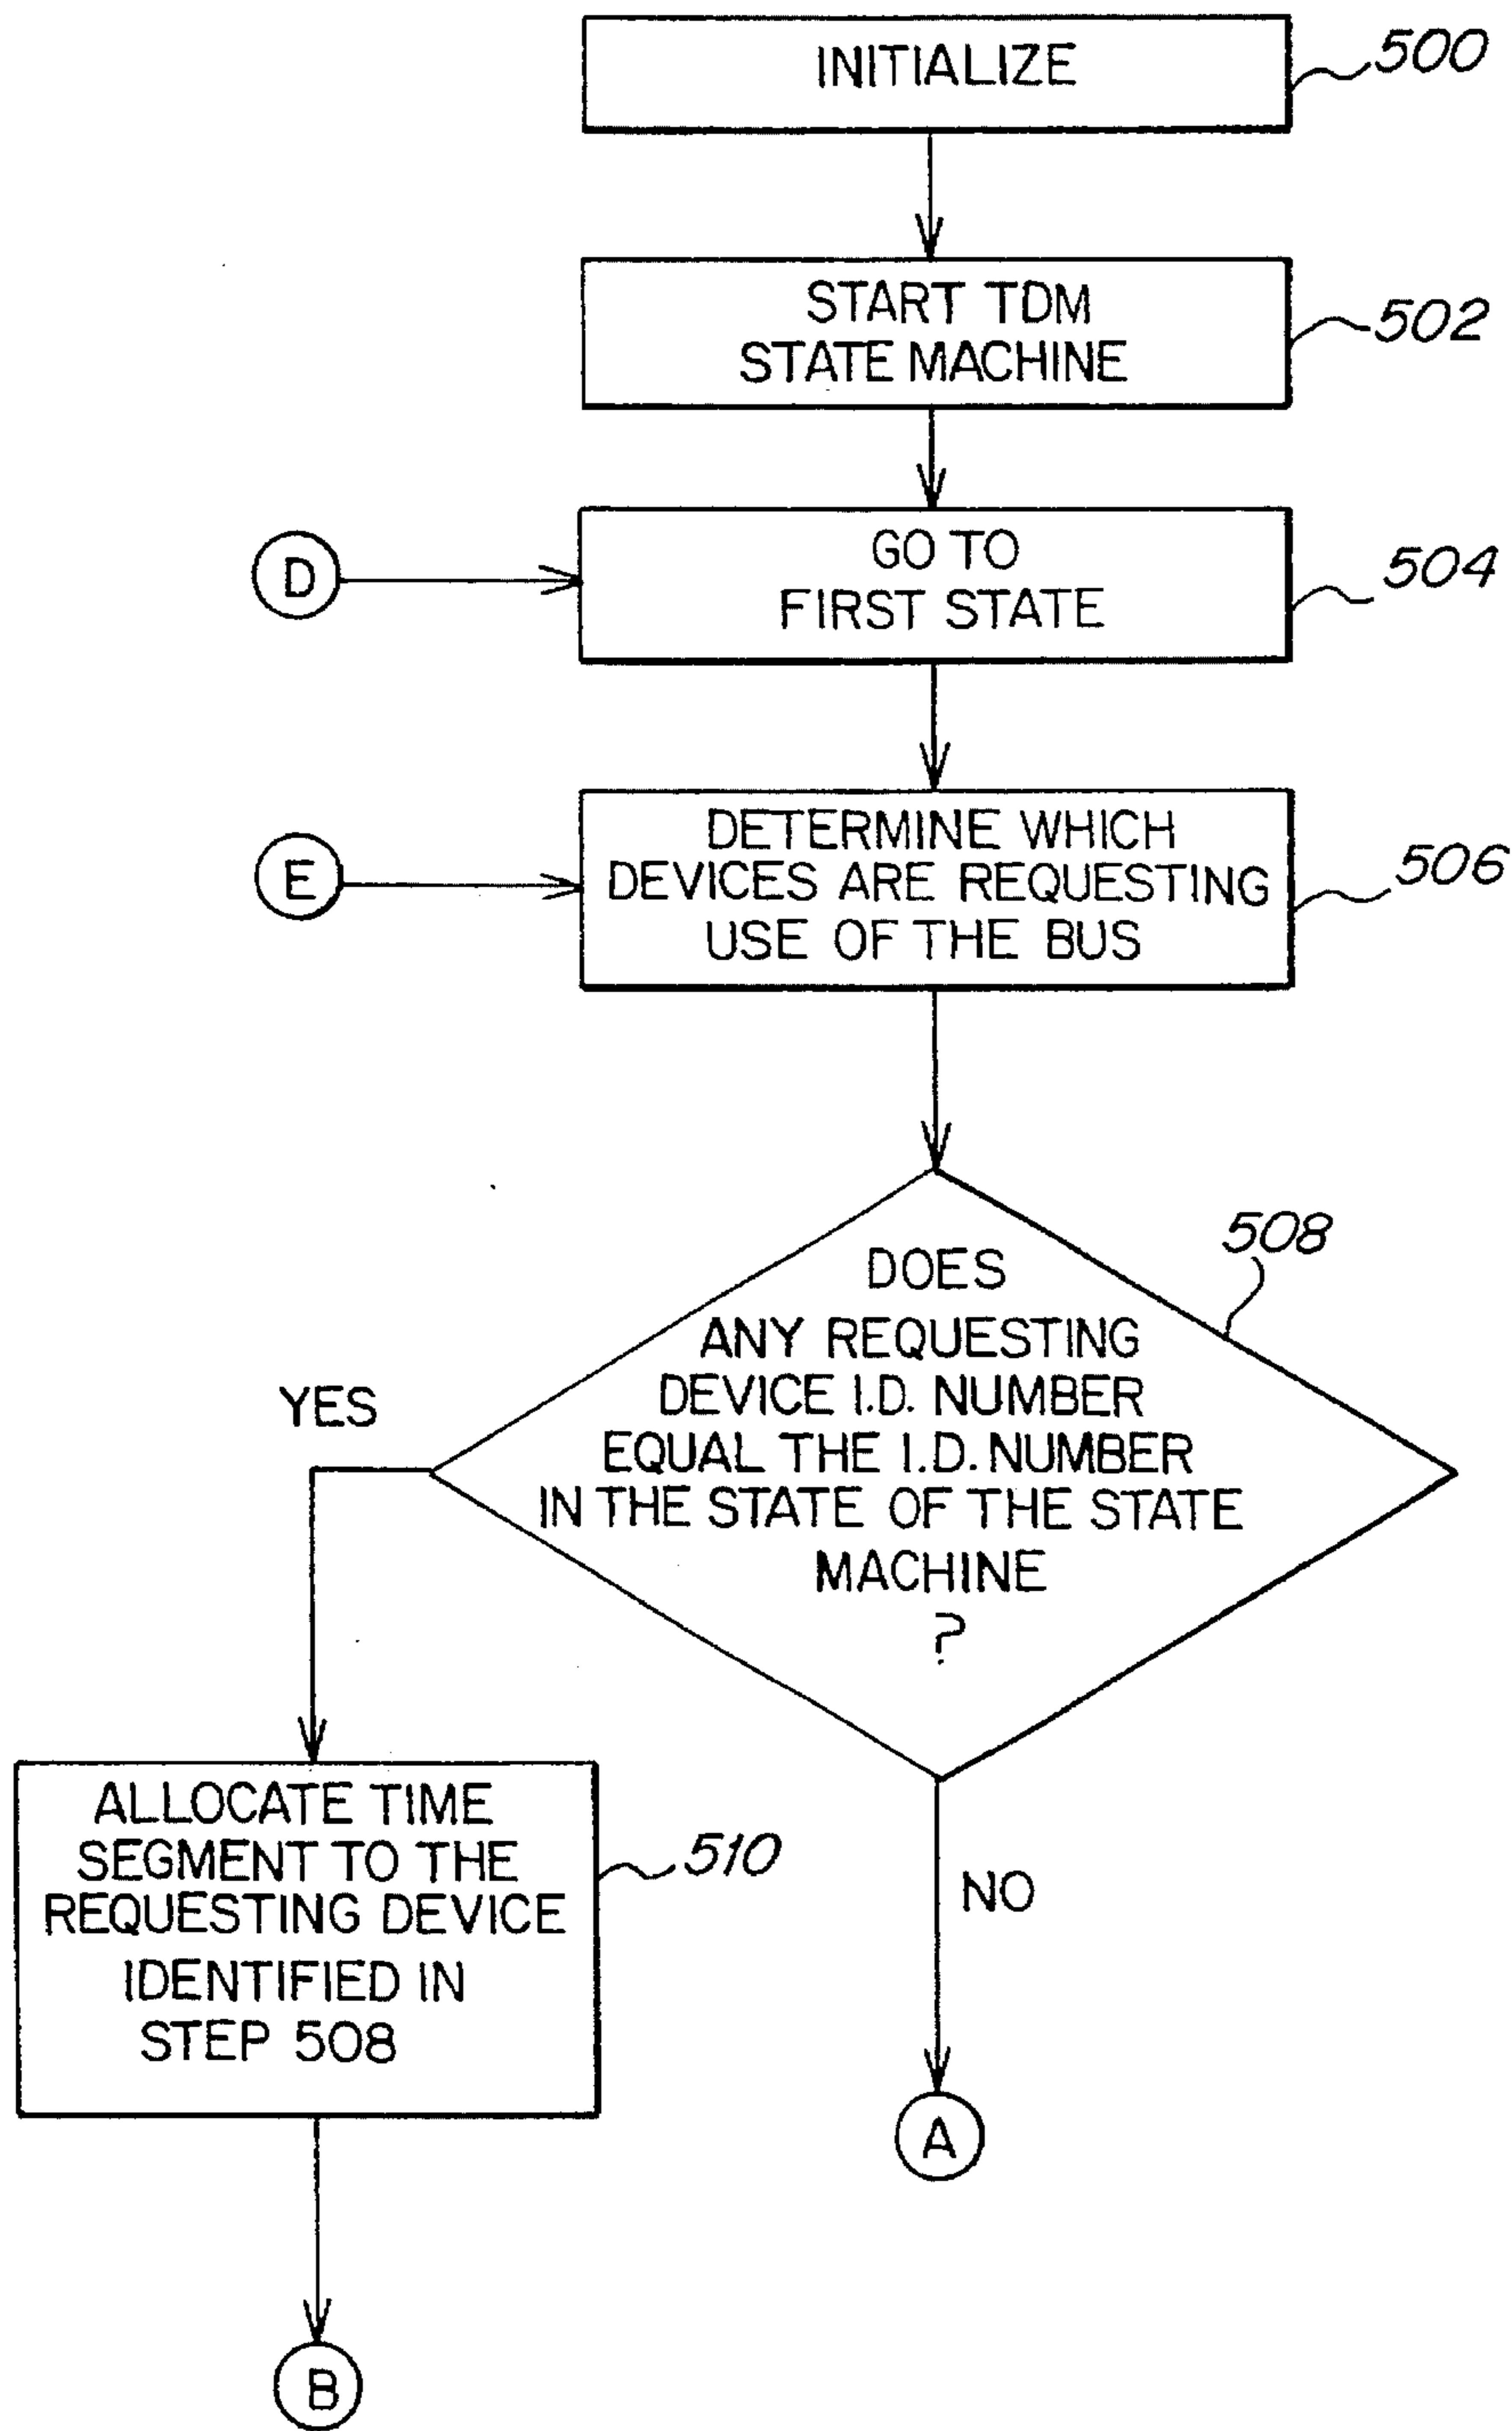 INITIALIZE
500
START TDM
STATE MACHINE
502
D
GO TO
FIRST STATE
504
E
DETERMINE WHICH
DEVICES ARE REQUESTING
USE OF THE BUS
506
508
DOES
ANY REQUESTING
DEVICE I.D. NUMBER
EQUAL THE I.D. NUMBER
IN THE STATE OF THE STATE
MACHINE
?
YES
ALLOCATE TIME
SEGMENT TO THE
REQUESTING DEVICE
IDENTIFIED IN
STEP 508
510
NO
A
B